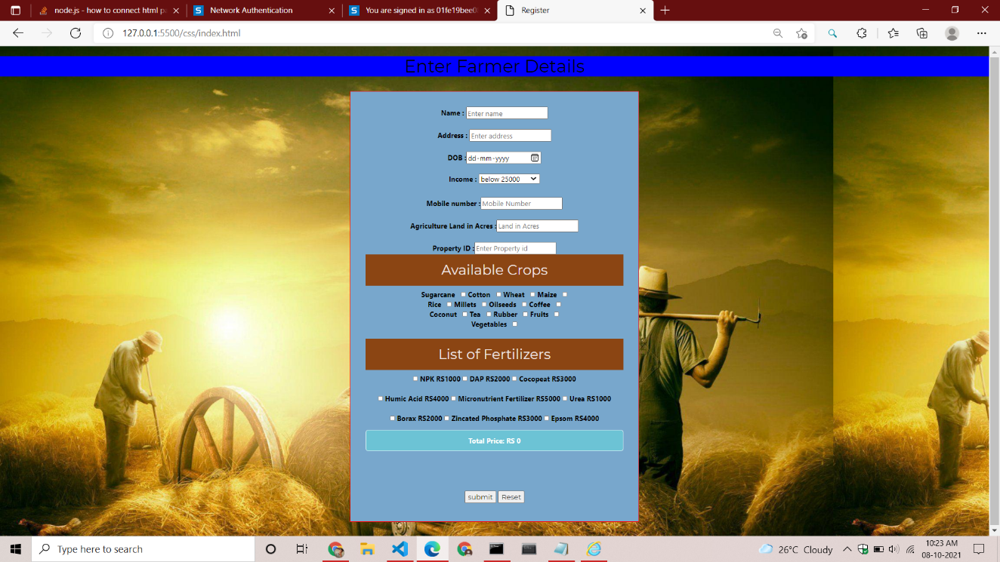 node.js - how to connect html pa
Network Authentication
You are signed in as 01fe19bee0
Register
127.0.0.1:5500/css/index.html
Enter Farmer Details
Name : Enter name
Address : Enter address
DOB : dd-mm-yyyy
Income : below 25000
Mobile number : Mobile Number
Agriculture Land in Acres : Land in Acres
Property ID : Enter Property id
Available Crops
Sugarcane Cotton Wheat Maize
Rice Millets Oilseeds Coffee
Coconut Tea Rubber Fruits
Vegetables
List of Fertilizers
NPK RS1000 DAP RS2000 Cocopeat RS3000
Humic Acid RS4000 Micronutrient Fertilizer RS5000 Urea RS1000
Borax RS2000 Zincated Phosphate RS3000 Epsom RS4000
Total Price: RS 0
submit Reset
Type here to search
26°C Cloudy
10:23 AM
08-10-2021